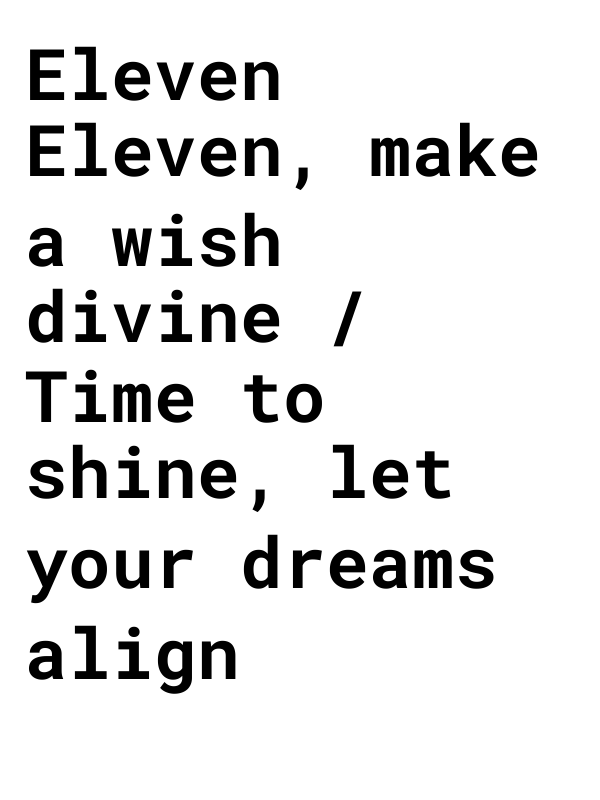 Eleven
Eleven, make
a wish
divine /
Time to
shine, let
your dreams
align